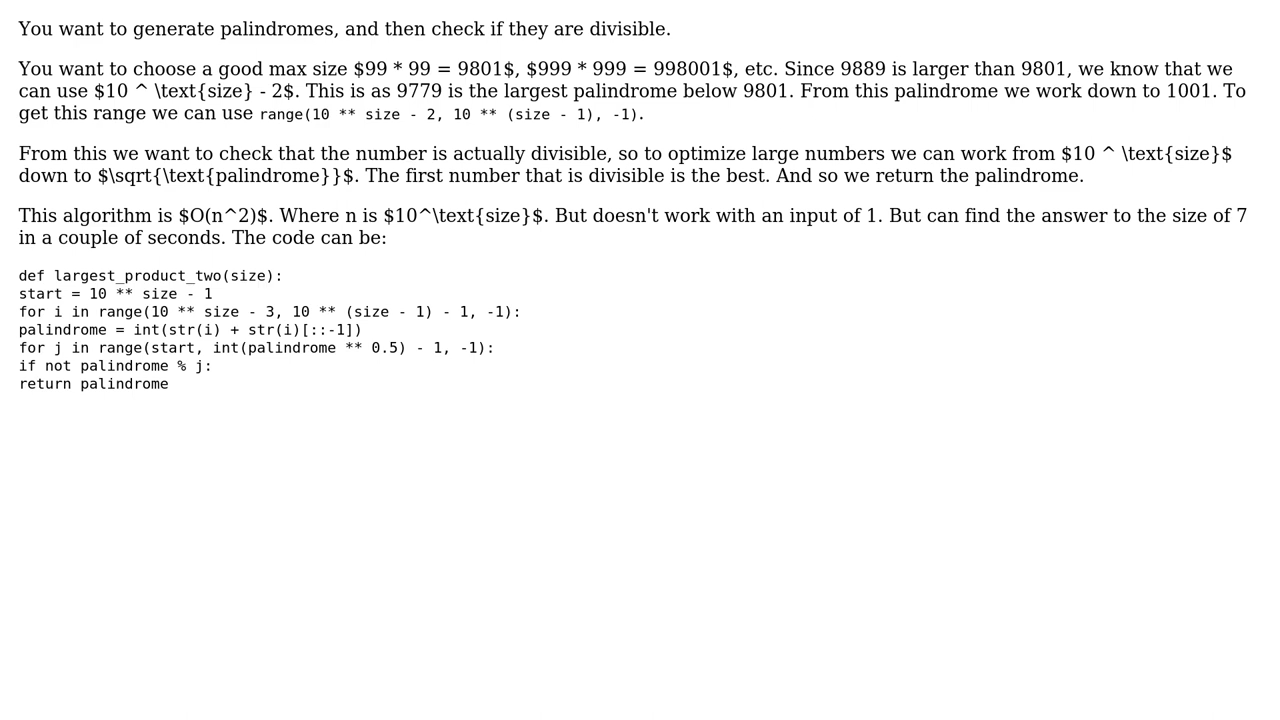 You want to generate palindromes, and then check if they are divisible.
You want to choose a good max size $99 * 99 = 9801$, $999 * 999 = 998001$, etc. Since 9889 is larger than 9801, we know that we
can use $10 ^ \text{size} - 2$. This is as 9779 is the largest palindrome below 9801. From this palindrome we work down to 1001. To
get this range we can use range(10 ** size - 2, 10 ** (size - 1), -1).
From this we want to check that the number is actually divisible, so to optimize large numbers we can work from $10 ^ \text{size}$
down to $\sqrt{\text{palindrome}}$. The first number that is divisible is the best. And so we return the palindrome.
This algorithm is $O(n^2)$. Where n is $10^\text{size}$. But doesn't work with an input of 1. But can find the answer to the size of 7
in a couple of seconds. The code can be:
def largest_product_two(size):
start = 10 ** size - 1
for i in range(10 ** size - 3, 10 ** (size - 1) - 1, -1):
palindrome = int(str(i) + str(i)[::-1])
for j in range(start, int(palindrome ** 0.5) - 1, -1):
if not palindrome % j:
return palindrome